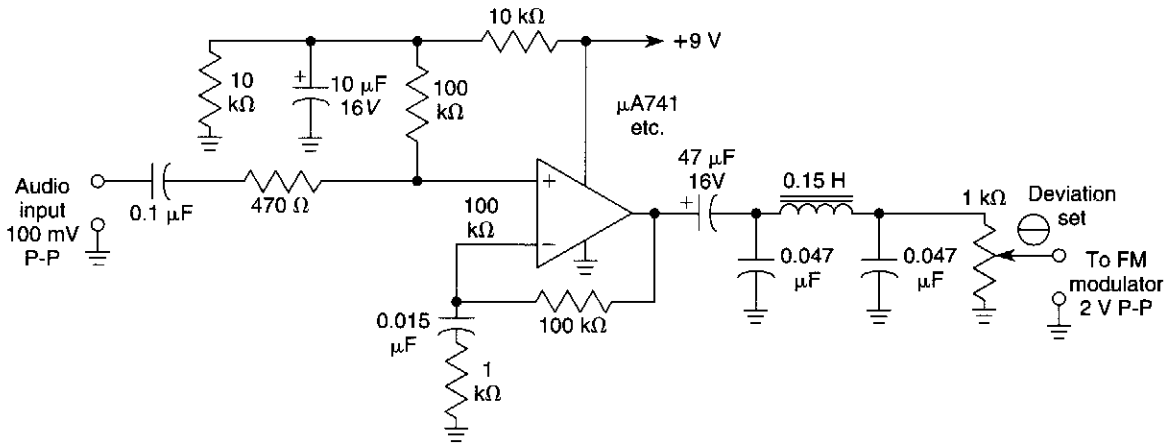 10 kΩ
+9 V
10
kΩ
+
10 µF
16V
100
kΩ
µA741
etc.
Audio
input
100 mV
P-P
0.1 µF
470 Ω
+
100
kΩ
−
47 µF
16V
+
0.15 H
1 kΩ
Deviation
set
0.047
µF
0.047
µF
To FM
modulator
2 V P-P
100 kΩ
0.015
µF
1
kΩ